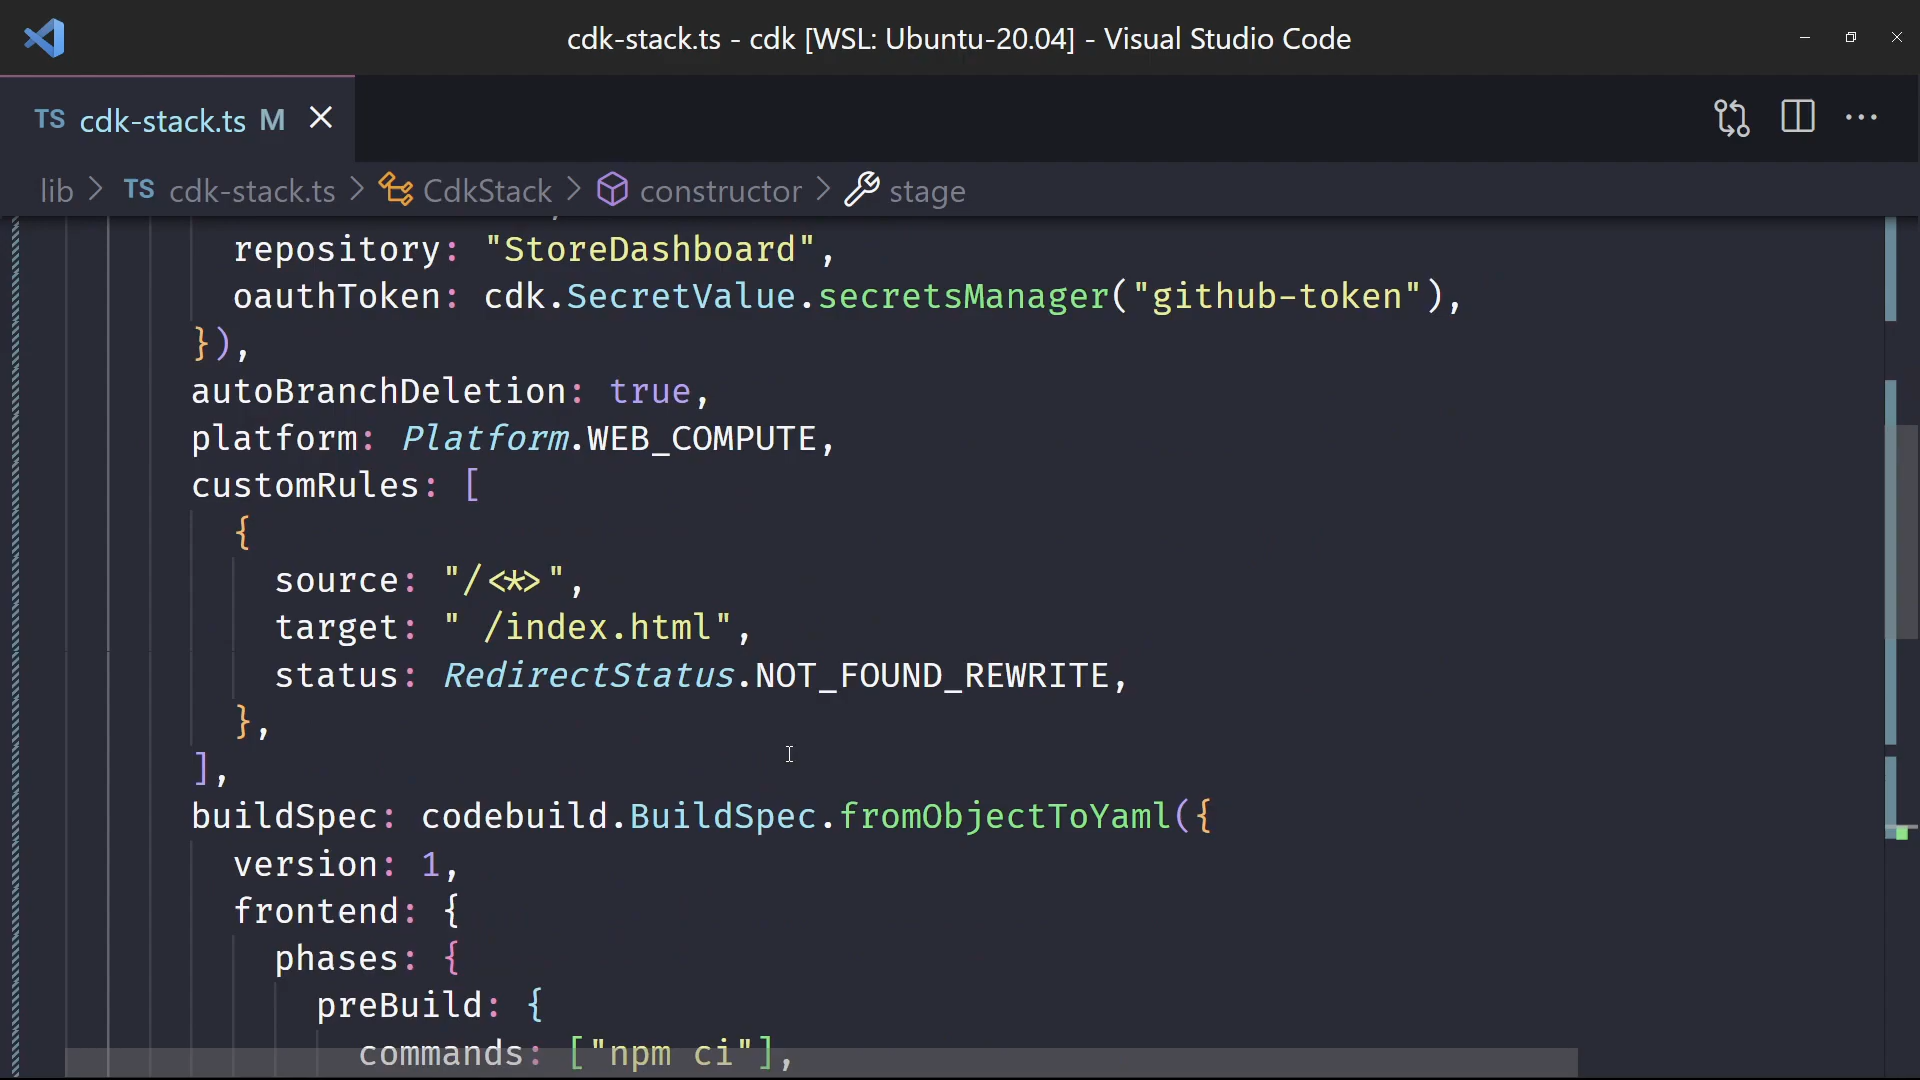 cdk-stack.ts - cdk [WSL: Ubuntu-20.04] - Visual Studio Code
TS cdk-stack.ts M
lib > TS cdk-stack.ts > CdkStack > constructor > stage
repository: "StoreDashboard",
oauthToken: cdk.SecretValue.secretsManager("github-token"),
}),
autoBranchDeletion: true,
platform: Platform.WEB_COMPUTE,
customRules: [
{
source: "/<*>",
target: " /index.html",
status: RedirectStatus.NOT_FOUND_REWRITE,
},
],
buildSpec: codebuild.BuildSpec.fromObjectToYaml({
version: 1,
frontend: {
phases: {
preBuild: {
commands: ["npm ci"],